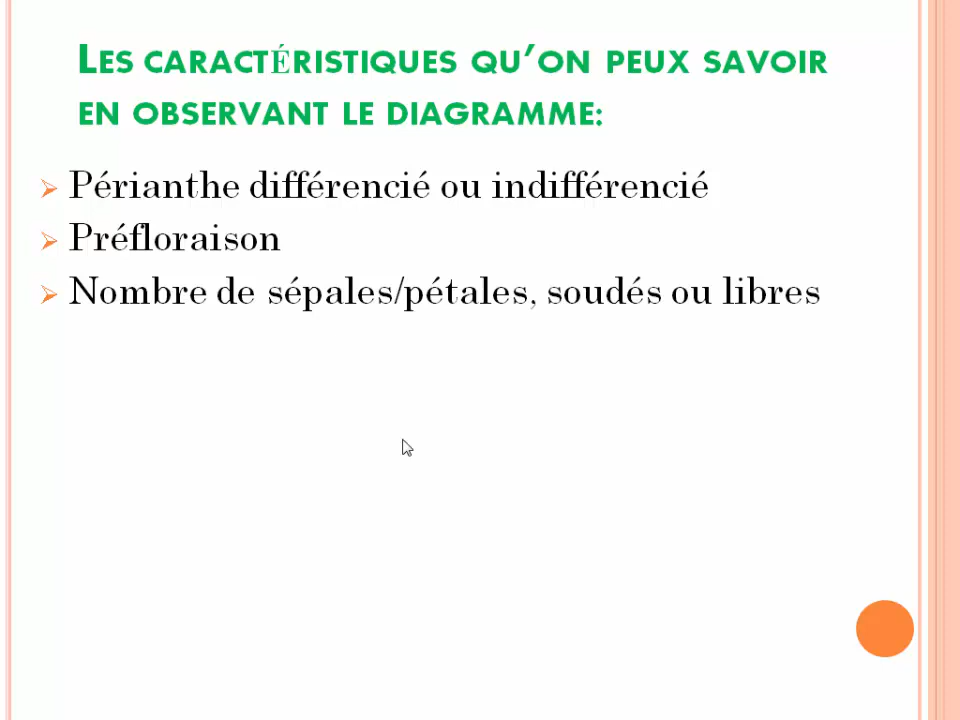 LES CARACTÉRISTIQUES QU'ON PEUX SAVOIR
EN OBSERVANT LE DIAGRAMME:
Périanthe différencié ou indifférencié
Préfloraison
Nombre de sépales/pétales, soudés ou libres